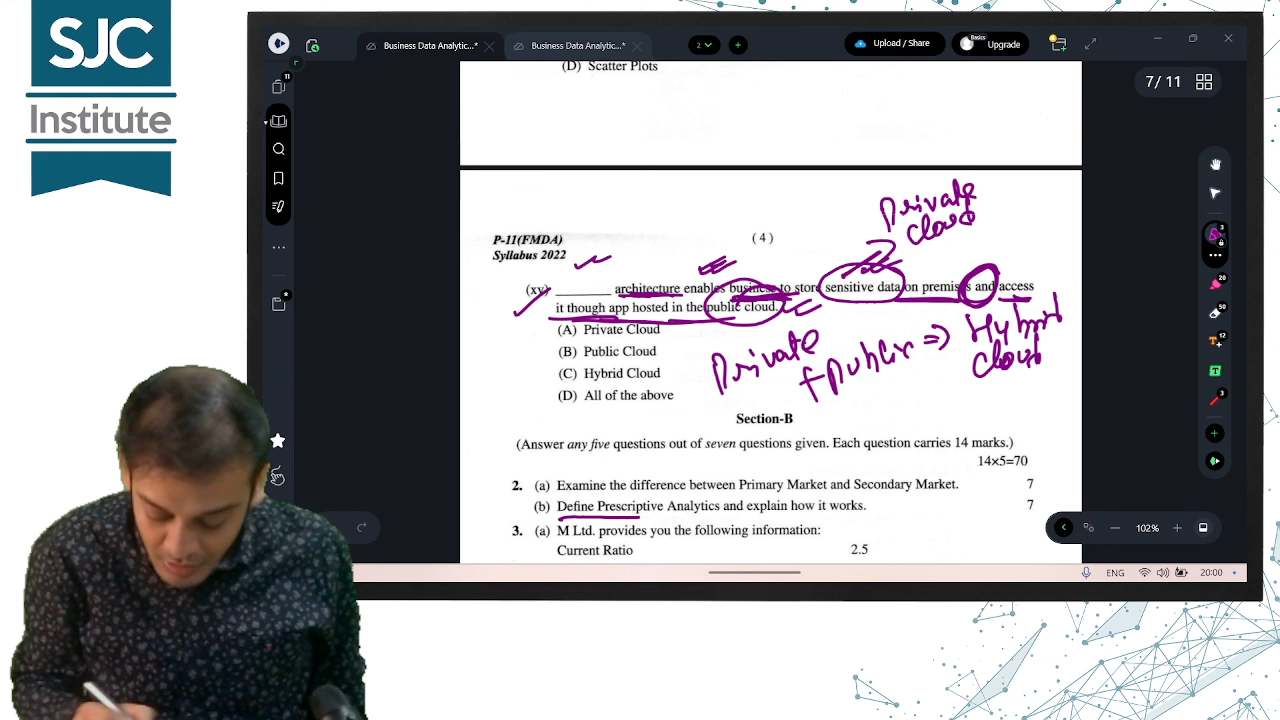 SJC
Institute
Business Data Analytic...*
Business Data Analytic...*
2
Upload / Share
Basics
Upgrade
11
(D) Scatter Plots
7/ 11
Private
cloud
P-11(FMDA)
(4)
Syllabus 2022
(xv) ________ architecture enables business to store sensitive data on premises and access
it though app hosted in the public cloud.
(A) Private Cloud
(B) Public Cloud
(C) Hybrid Cloud
(D) All of the above
Private
+public ⇒ Hybrid
cloud
Section-B
(Answer any five questions out of seven questions given. Each question carries 14 marks.)
14×5=70
2. (a) Examine the difference between Primary Market and Secondary Market. 7
(b) Define Prescriptive Analytics and explain how it works. 7
3. (a) M Ltd. provides you the following information:
Current Ratio 2.5
102%
ENG
20:00